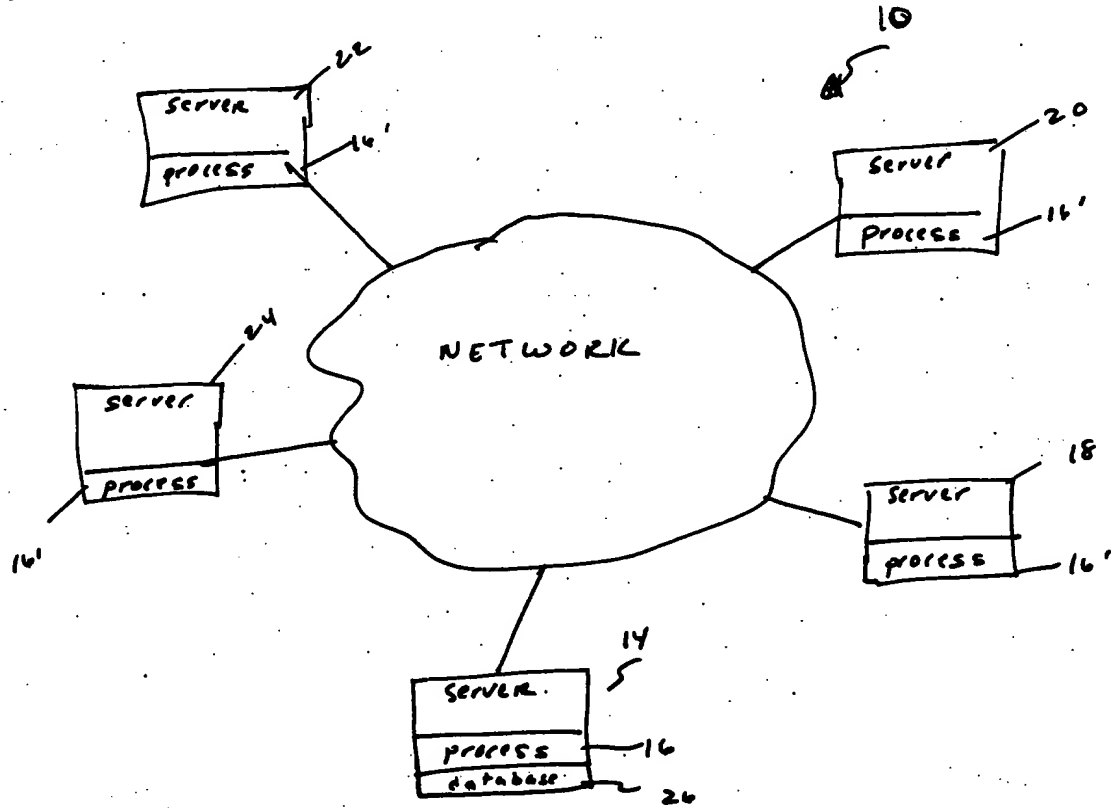 10
22
server
16'
process
20
server
16'
process
NETWORK
24
server
process
16'
18
server
process
16'
14
server
process
16
database
26